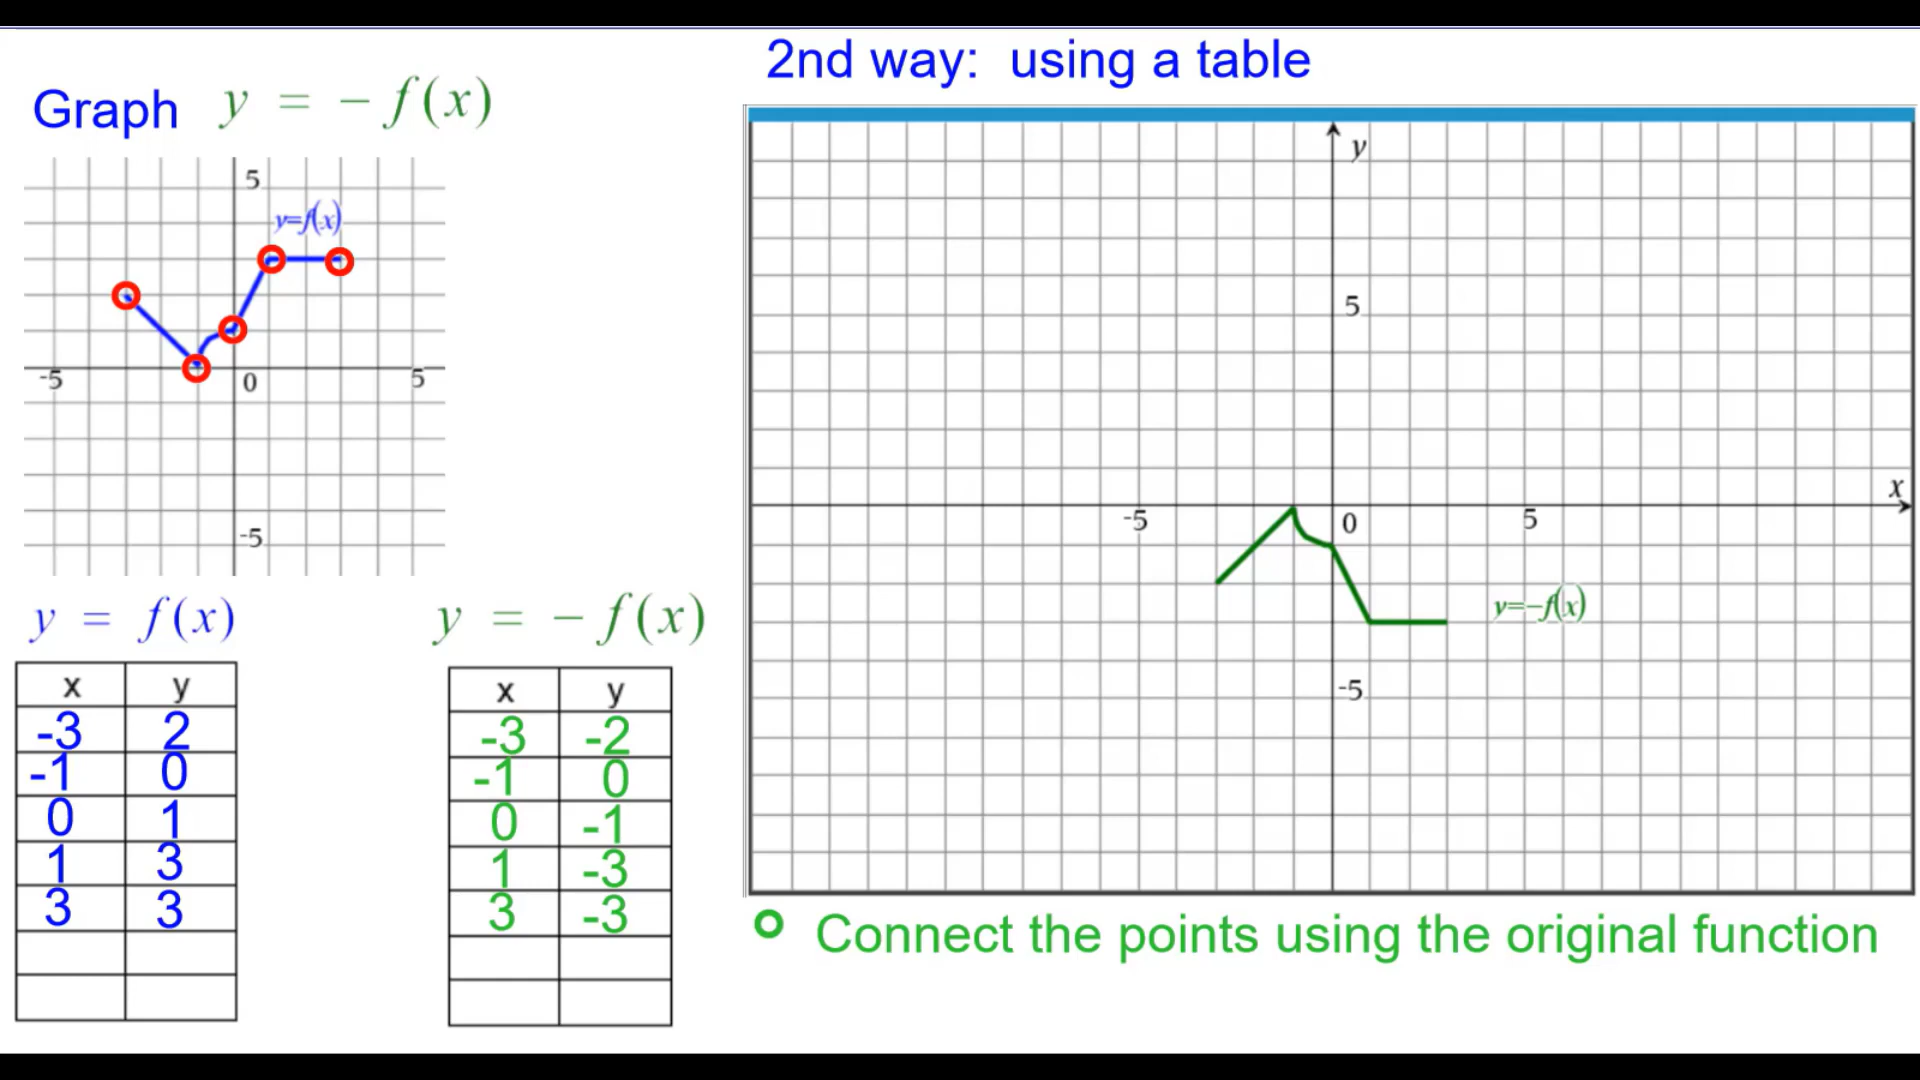 2nd way: using a table
Graph y = − f(x)
5
y=f(x)
-5
0
5
-5
y = f(x)
x y
-3 2
-1 0
0 1
1 3
3 3
y = − f(x)
x y
-3 -2
-1 0
0 -1
1 -3
3 -3
y
5
x
-5
0
5
y=−f(x)
-5
Connect the points using the original function